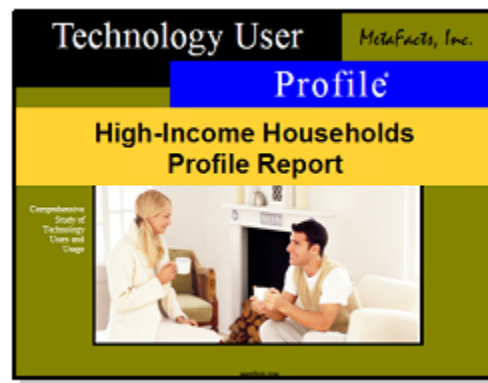 Technology User
MetaFacts, Inc.
Profile
High-Income Households
Profile Report
Comprehensive
Study of
Technology
Users and
Usage